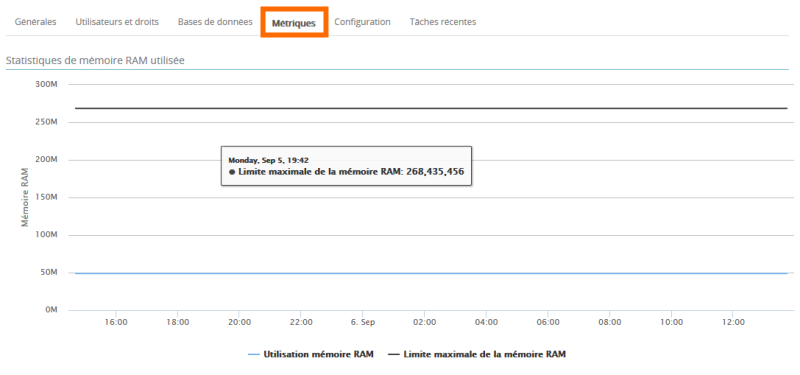 Générales Utilisateurs et droits Bases de données Métriques Configuration Tâches récentes
Statistiques de mémoire RAM utilisée
300M
250M
200M
150M
100M
50M
0M
Mémoire RAM
Monday, Sep 5, 19:42
● Limite maximale de la mémoire RAM: 268,435,456
16:00 18:00 20:00 22:00 6. Sep 02:00 04:00 06:00 08:00 10:00 12:00
Utilisation mémoire RAM Limite maximale de la mémoire RAM